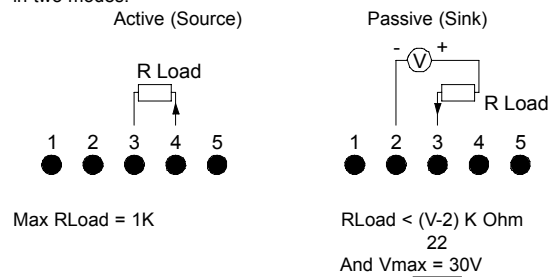 in two modes.
Active (Source)
R Load
1 2 3 4 5
Max RLoad = 1K
Passive (Sink)
- +
V
R Load
1 2 3 4 5
RLoad < (V-2) K Ohm
22
And Vmax = 30V